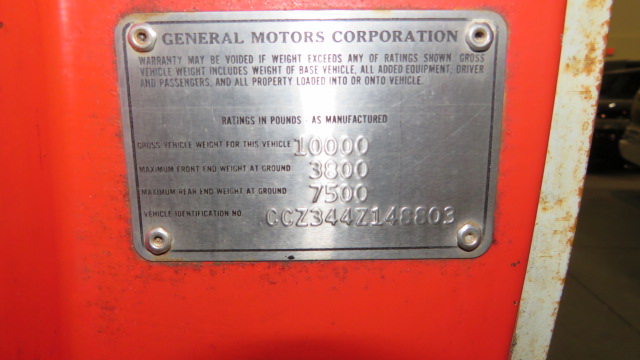 GENERAL MOTORS CORPORATION
WARRANTY MAY BE VOIDED IF WEIGHT EXCEEDS ANY OF RATINGS SHOWN. GROSS
VEHICLE WEIGHT INCLUDES WEIGHT OF BASE VEHICLE, ALL ADDED EQUIPMENT, DRIVER
AND PASSENGERS, AND ALL PROPERTY LOADED INTO OR ONTO VEHICLE.
RATINGS IN POUNDS - AS MANUFACTURED
GROSS VEHICLE WEIGHT FOR THIS VEHICLE 10000
MAXIMUM FRONT END WEIGHT AT GROUND 3800
MAXIMUM REAR END WEIGHT AT GROUND 7500
VEHICLE IDENTIFICATION NO. CCZ344Z148803